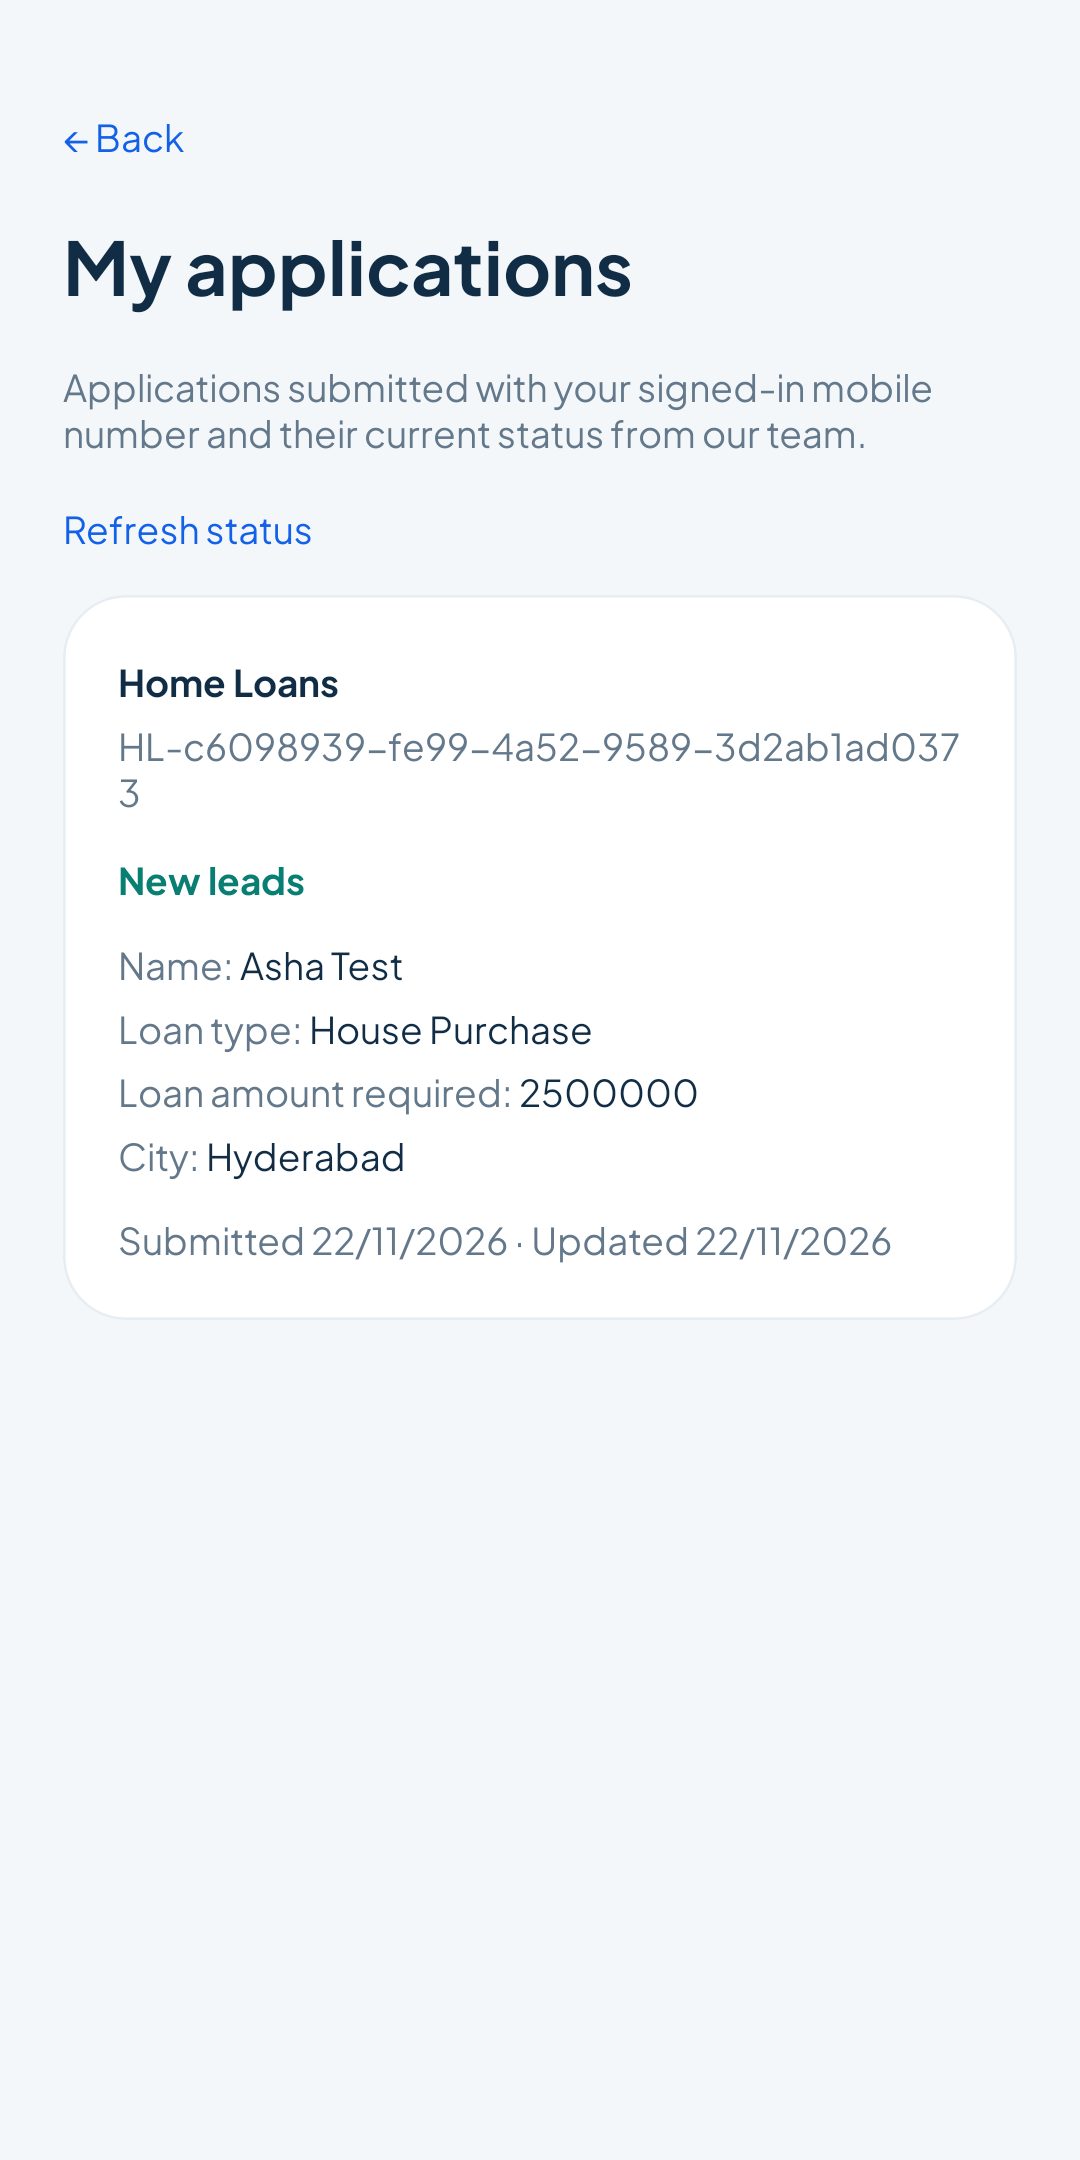 ← Back
My applications
Applications submitted with your signed-in mobile
number and their current status from our team.
Refresh status
Home Loans
HL-c6098939-fe99-4a52-9589-3d2ab1ad037
3
New leads
Name: Asha Test
Loan type: House Purchase
Loan amount required: 2500000
City: Hyderabad
Submitted 22/11/2026 · Updated 22/11/2026